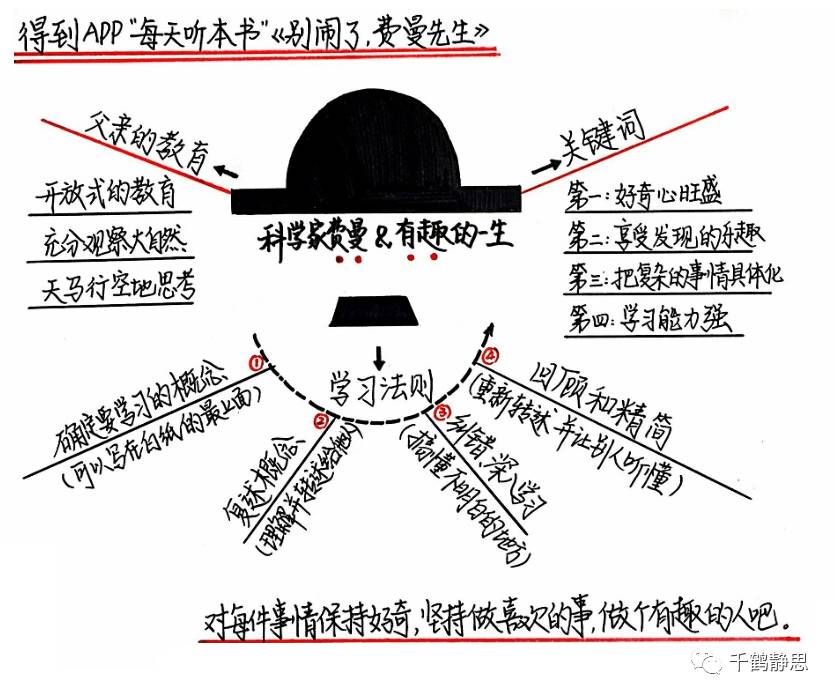 得到APP“每天听本书”《别闹了,费曼先生》
父亲的教育
开放式的教育
充分观察大自然
天马行空地思考
关键词
第一:好奇心旺盛
第二:享受发现的乐趣
第三:把复杂的事情具体化
第四:学习能力强
科学家费曼&有趣的一生
学习法则
①
确定要学习的概念
(可以写在白纸的最上面)
②
复述概念
(理解并转述给他人)
③
纠错,深入学习
(搞懂不明白的地方)
④
回顾和精简
(重新转述并让别人听懂)
对每件事情保持好奇,坚持做喜欢的事,做个有趣的人吧。
千鹤静思